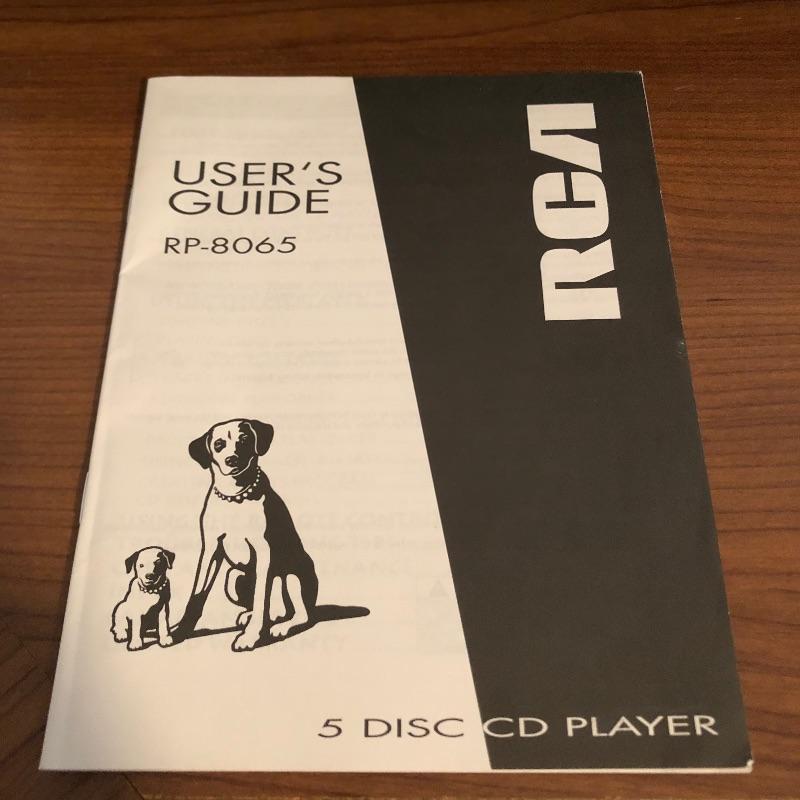 USER'S
GUIDE
RP-8065
RCA
5 DISC CD PLAYER